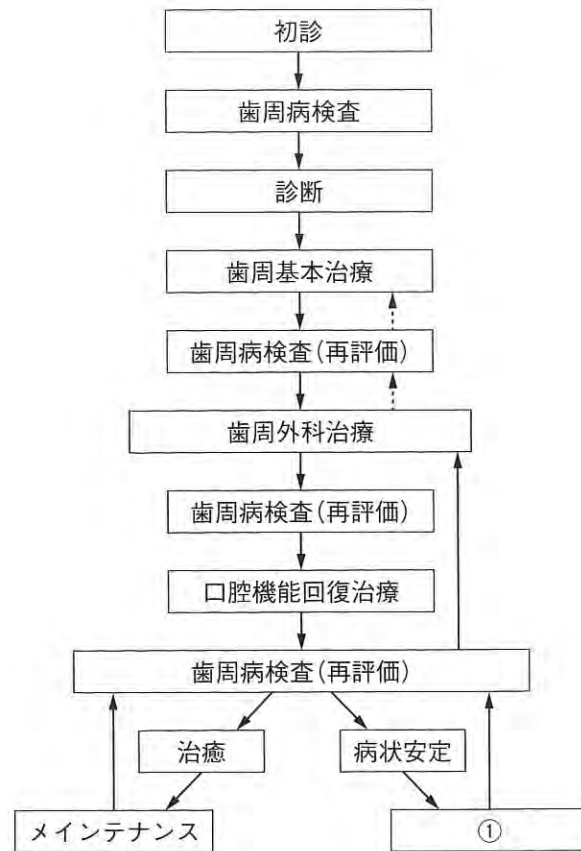 初診
歯周病検査
診断
歯周基本治療
歯周病検査(再評価)
歯周外科治療
歯周病検査(再評価)
口腔機能回復治療
歯周病検査(再評価)
治癒
病状安定
メインテナンス
①